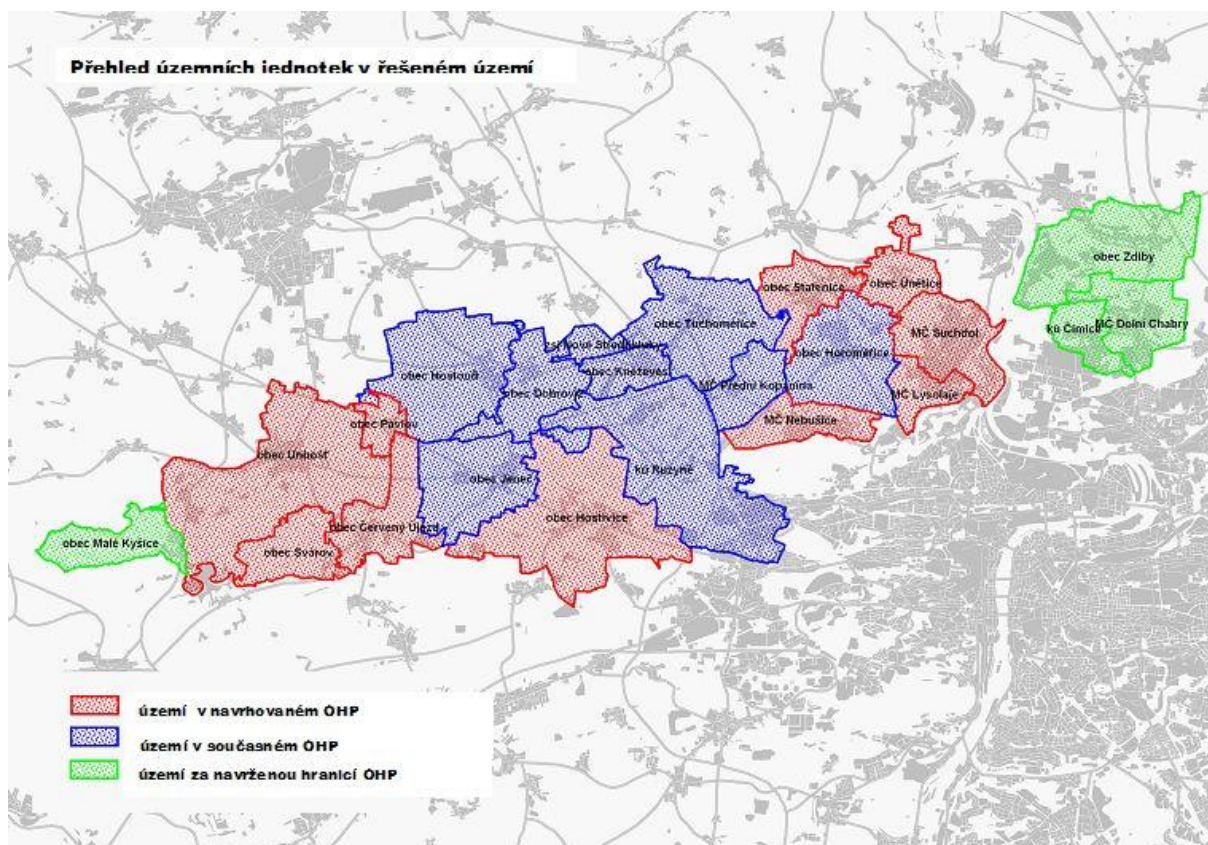 Přehled územních jednotek v řešeném území
obec Zdiby
obec Statenice
obec Únětice
obec Tuchoměřice
MČ Suchdol
kú Čimice
MČ Dolní Chabry
obec Horoměřice
obec Kněževes
obec Hostouň
MČ Přední Kopanina
obec Dobrovíz
MČ Lysolaje
obec Pavlov
MČ Nebušice
obec Unhošť
kú Ruzyně
obec Jeneč
obec Hostivice
obec Červený Újezd
obec Malé Kyšice
obec Svárov
území v navrhovaném OHP
území v současném OHP
území za navrženou hranicí OHP